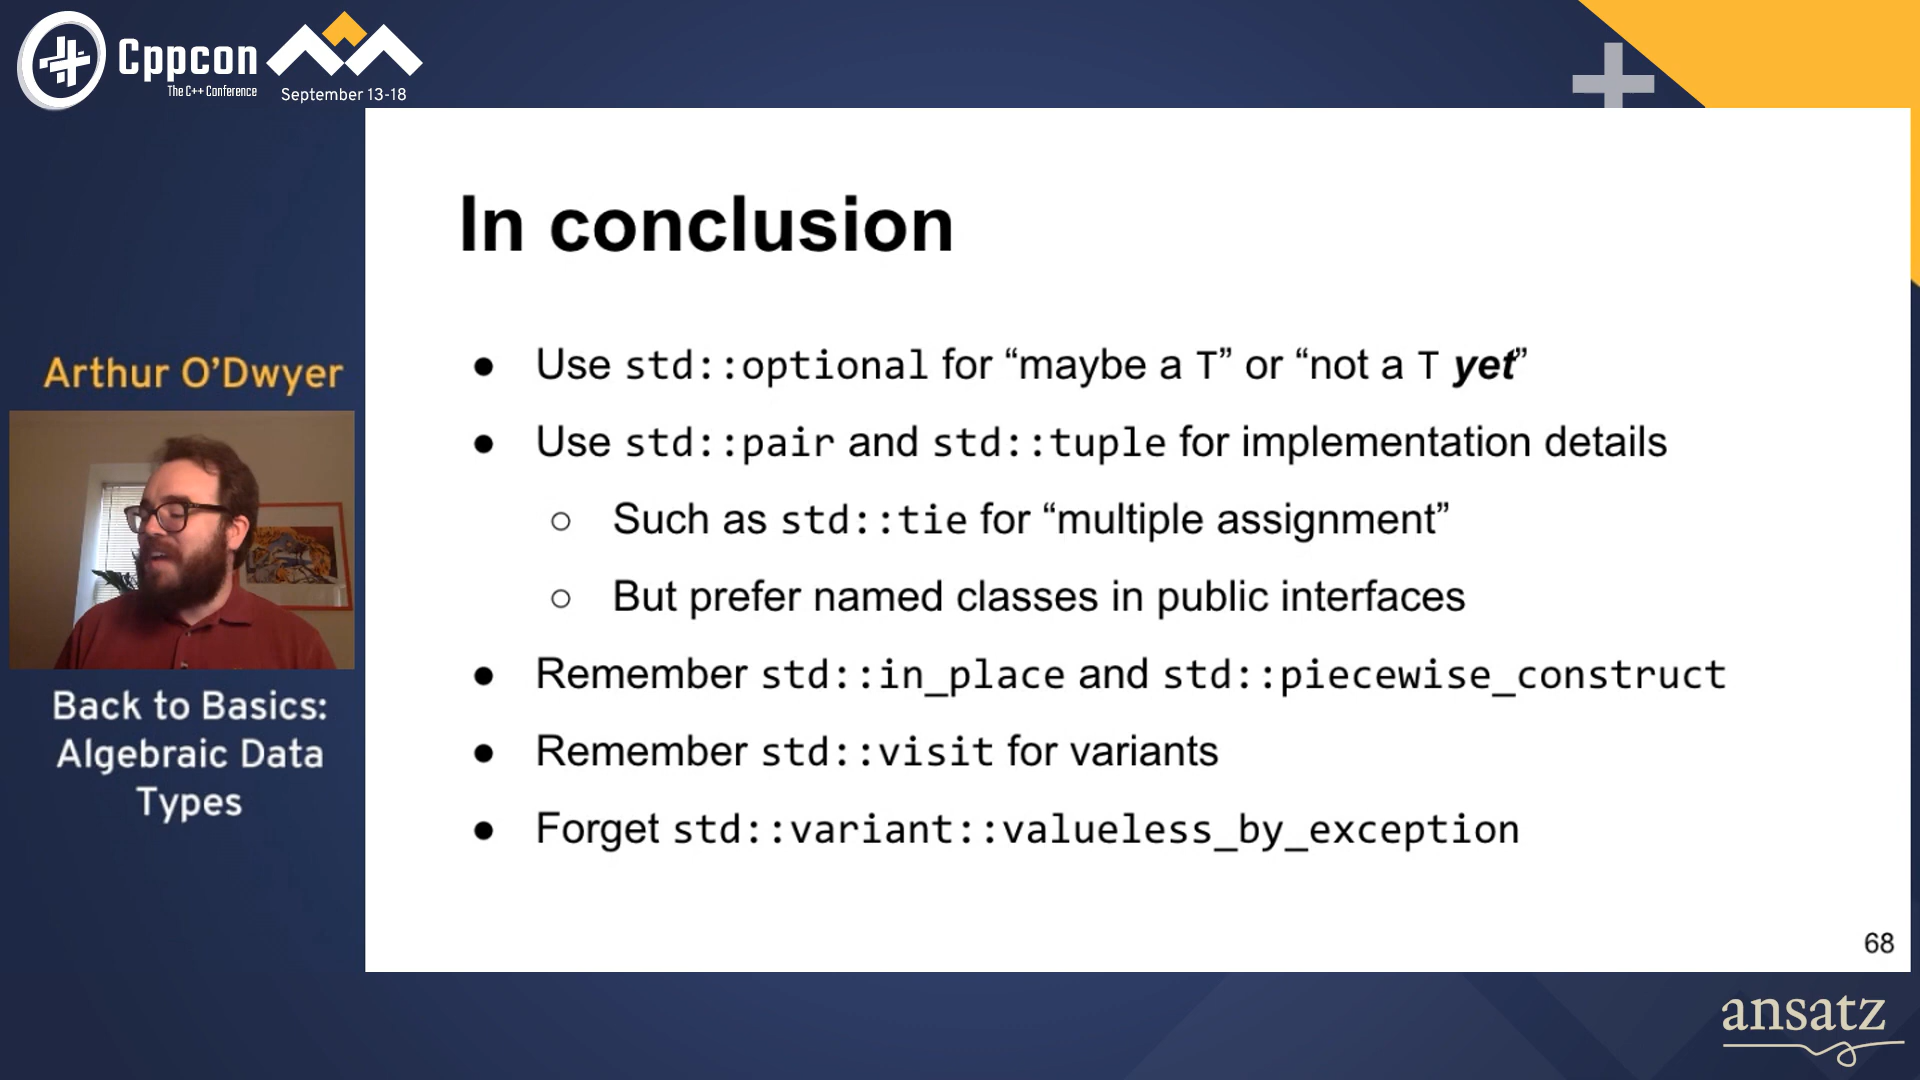 Cppcon
The C++ Conference
September 13-18
Arthur O’Dwyer
Back to Basics:
Algebraic Data
Types
In conclusion
● Use std::optional for “maybe a T” or “not a T yet”
● Use std::pair and std::tuple for implementation details
○ Such as std::tie for “multiple assignment”
○ But prefer named classes in public interfaces
● Remember std::in_place and std::piecewise_construct
● Remember std::visit for variants
● Forget std::variant::valueless_by_exception
68
ansatz